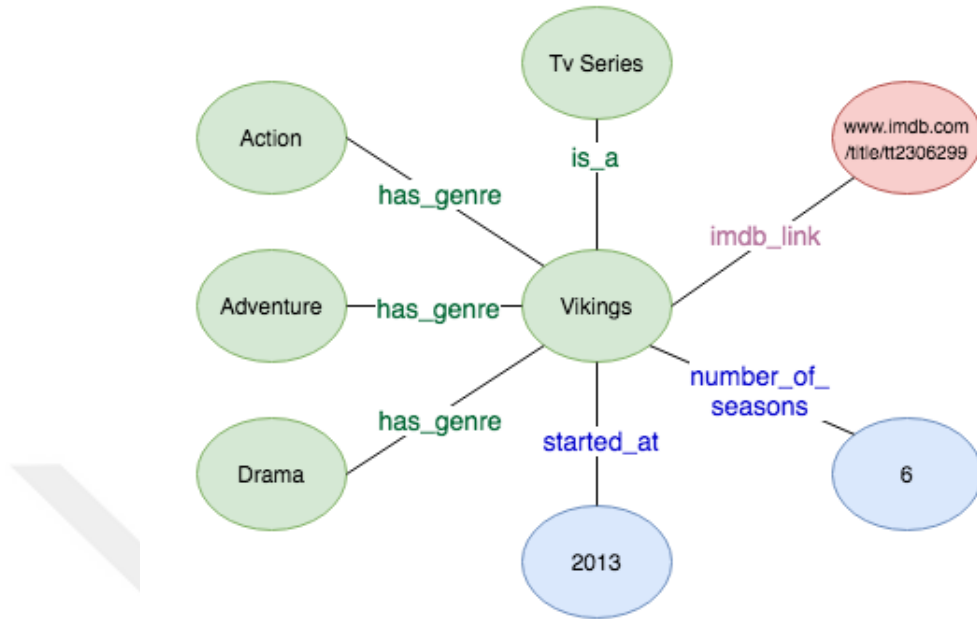 Tv Series
www.imdb.com
/title/tt2306299
Action
is_a
has_genre
imdb_link
Adventure
has_genre
Vikings
number_of_
seasons
has_genre
started_at
Drama
6
2013